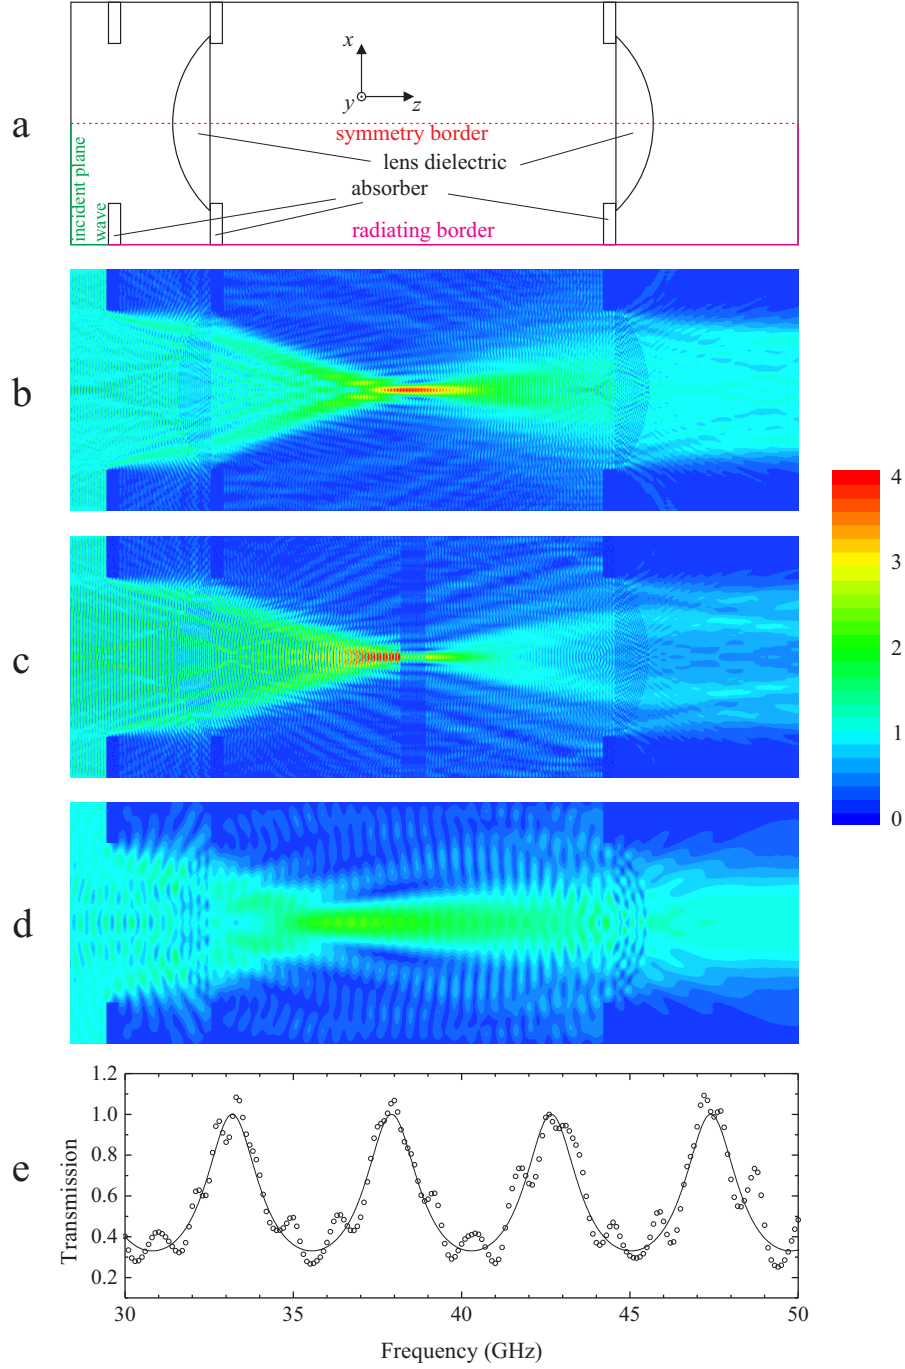 a
x
y
z
symmetry border
lens dielectric
absorber
radiating border
incident plane
wave
b
c
d
4
3
2
1
0
e
Transmission
1.2
1.0
0.8
0.6
0.4
0.2
30
35
40
45
50
Frequency (GHz)